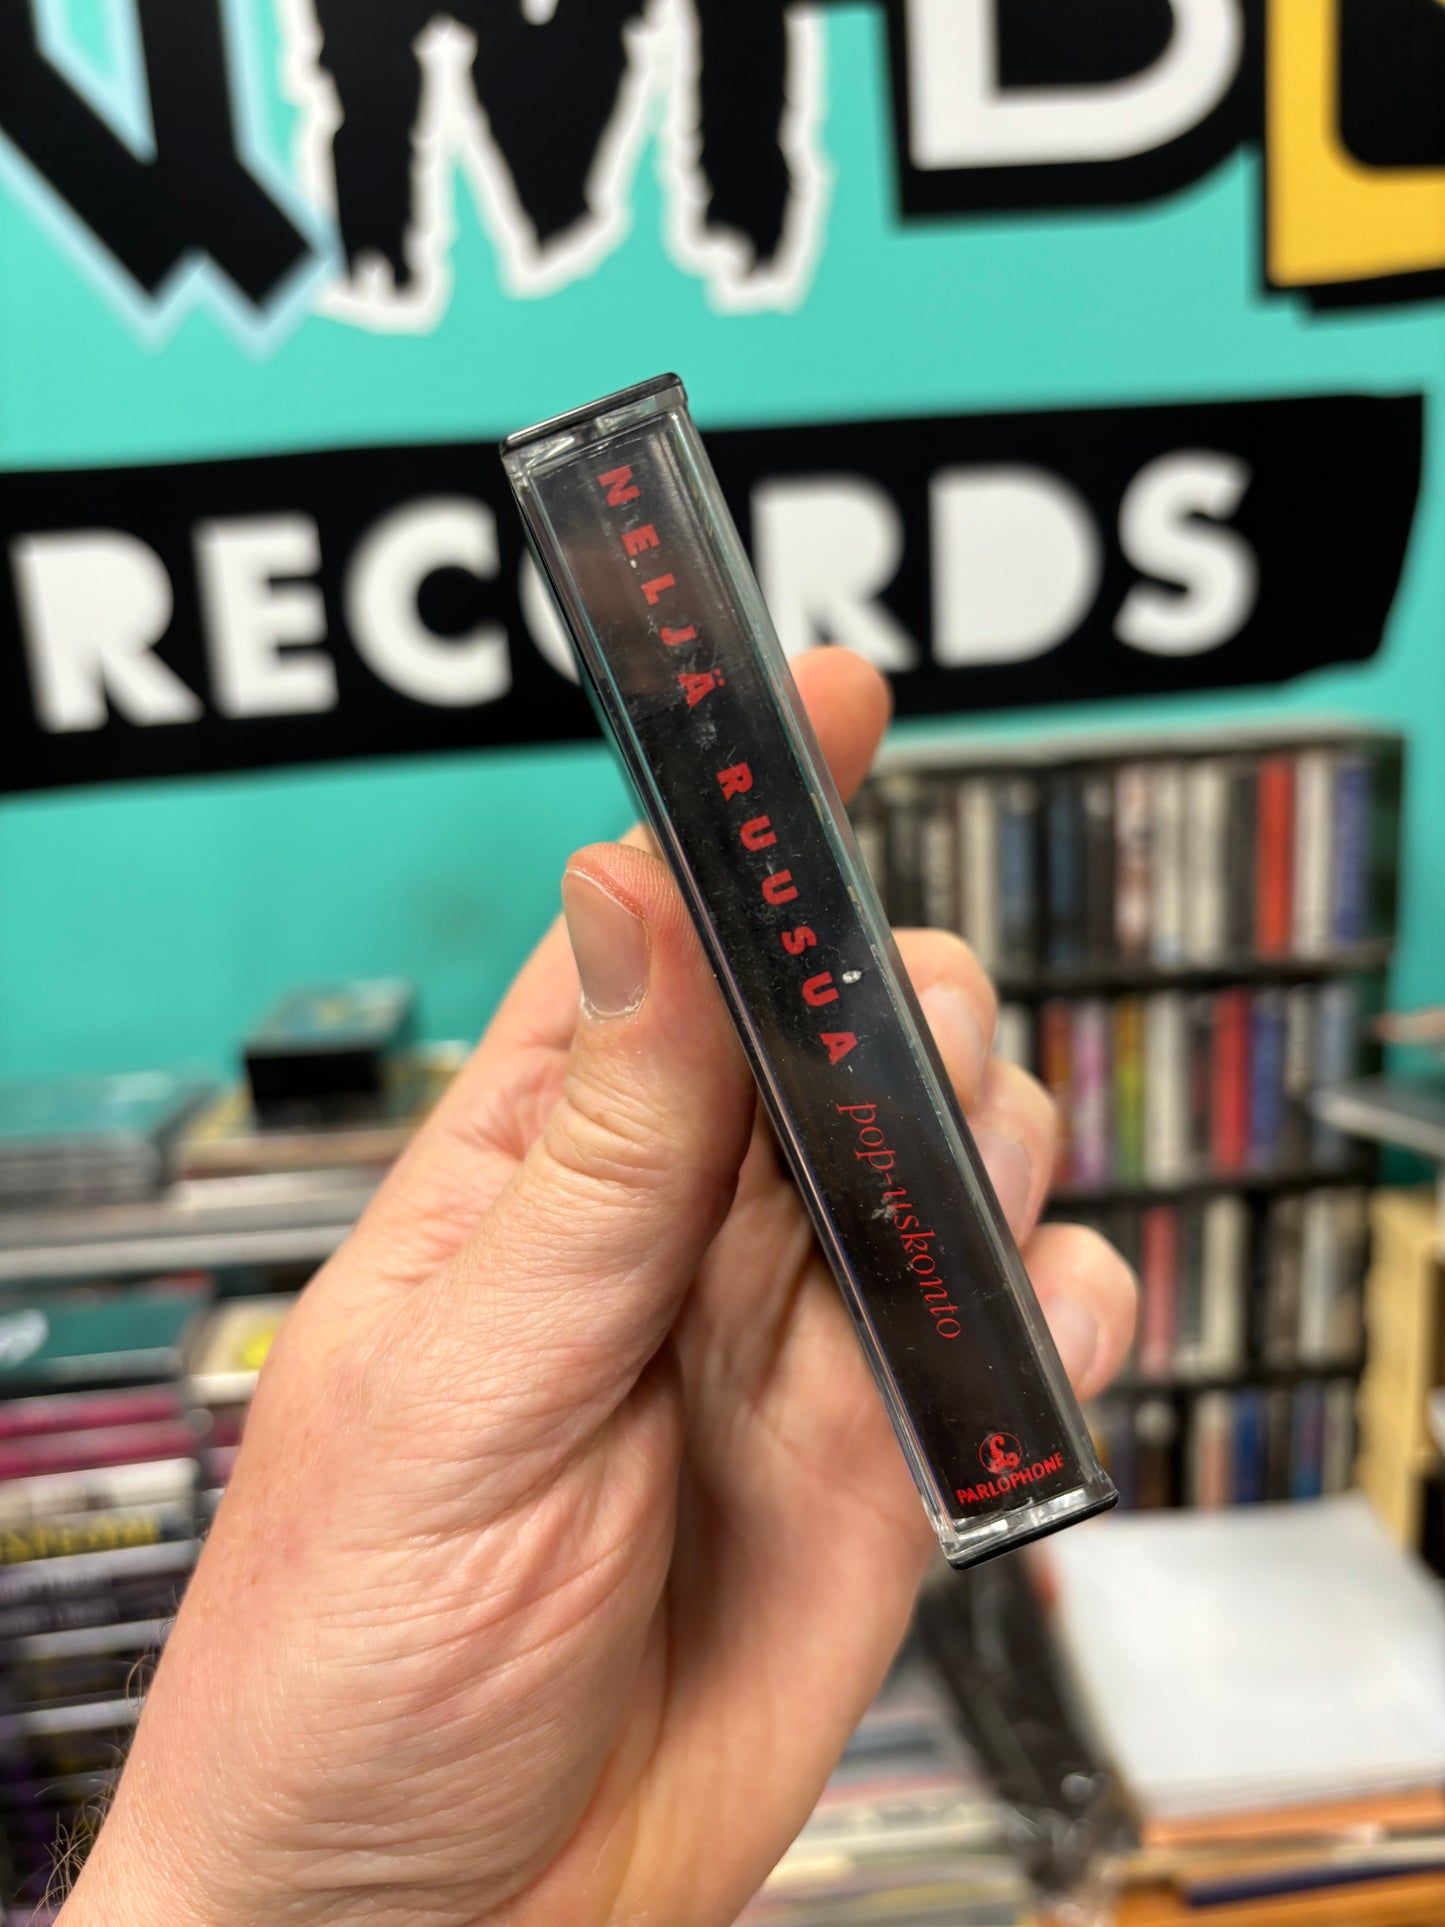 RECORDS
NELJÄ RUUSUA pop-uskonto
PARLOPHONE